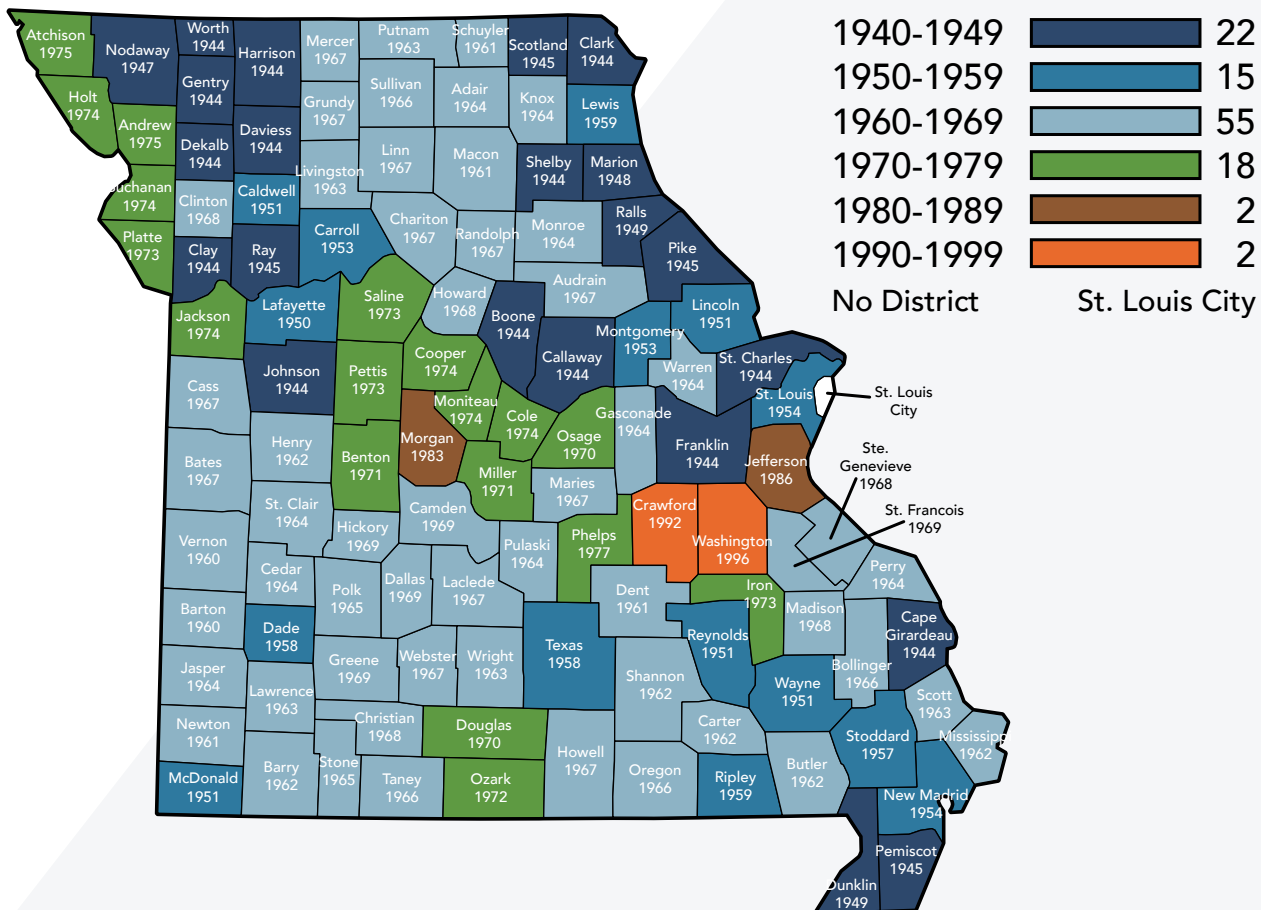 1940-1949 22
1950-1959 15
1960-1969 55
1970-1979 18
1980-1989 2
1990-1999 2
No District St. Louis City
Atchison
1975
Nodaway
1947
Worth
1944
Harrison
1944
Mercer
1967
Putnam
1963
Schuyler
1961
Scotland
1945
Clark
1944
Holt
1974
Andrew
1975
Gentry
1944
Dekalb
1944
Daviess
1944
Grundy
1967
Sullivan
1966
Adair
1964
Knox
1964
Lewis
1959
Buchanan
1974
Clinton
1968
Caldwell
1951
Livingston
1963
Linn
1967
Macon
1961
Shelby
1944
Marion
1948
Platte
1973
Clay
1944
Ray
1945
Carroll
1953
Chariton
1967
Randolph
1967
Monroe
1964
Ralls
1949
Pike
1945
Jackson
1974
Lafayette
1950
Saline
1973
Howard
1968
Boone
1944
Audrain
1967
Callaway
1944
Montgomery
1953
Lincoln
1951
Warren
1964
St. Charles
1944
St. Louis
1954
St. Louis
City
Cass
1967
Johnson
1944
Pettis
1973
Cooper
1974
Moniteau
1974
Cole
1974
Osage
1970
Gasconade
1964
Franklin
1944
Jefferson
1986
Bates
1967
Henry
1962
Benton
1971
Morgan
1983
Miller
1971
Maries
1967
Crawford
1992
Washington
1996
Ste.
Genevieve
1968
St. Francois
1969
Vernon
1960
St. Clair
1964
Hickory
1969
Camden
1969
Pulaski
1964
Phelps
1977
Dent
1961
Iron
1973
Madison
1968
Perry
1964
Barton
1960
Cedar
1964
Polk
1965
Dallas
1969
Laclede
1967
Texas
1958
Reynolds
1951
Cape
Girardeau
1944
Jasper
1964
Dade
1958
Greene
1969
Webster
1967
Wright
1963
Shannon
1962
Wayne
1951
Bollinger
1966
Scott
1963
Newton
1961
Lawrence
1963
Christian
1968
Douglas
1970
Carter
1962
Stoddard
1957
Mississippi
1962
McDonald
1951
Barry
1962
Stone
1965
Taney
1966
Ozark
1972
Howell
1967
Oregon
1966
Ripley
1959
Butler
1962
New Madrid
1954
Pemiscot
1945
Dunklin
1949